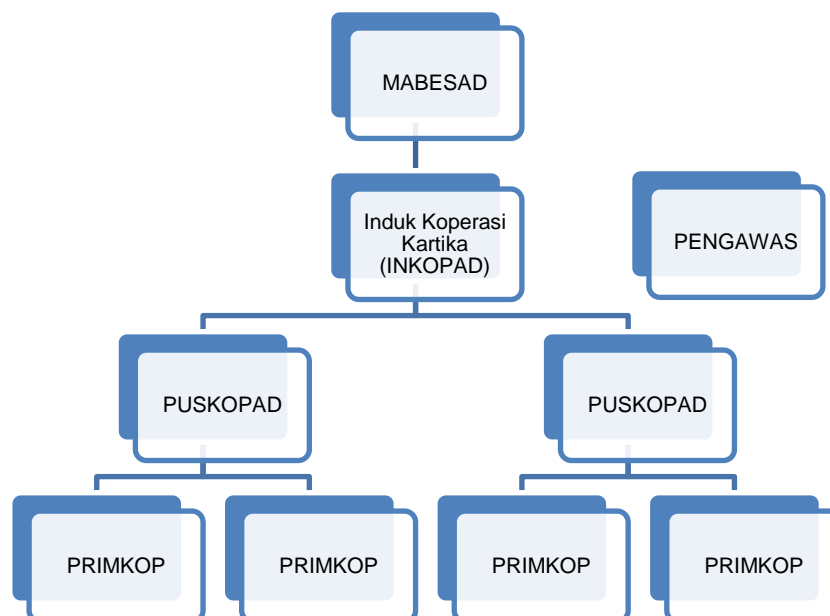 MABESAD
Induk Koperasi
Kartika
(INKOPAD)
PENGAWAS
PUSKOPAD
PUSKOPAD
PRIMKOP
PRIMKOP
PRIMKOP
PRIMKOP